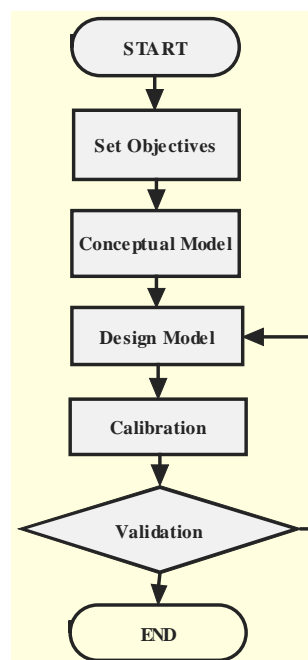 START
Set Objectives
Conceptual Model
Design Model
Calibration
Validation
END